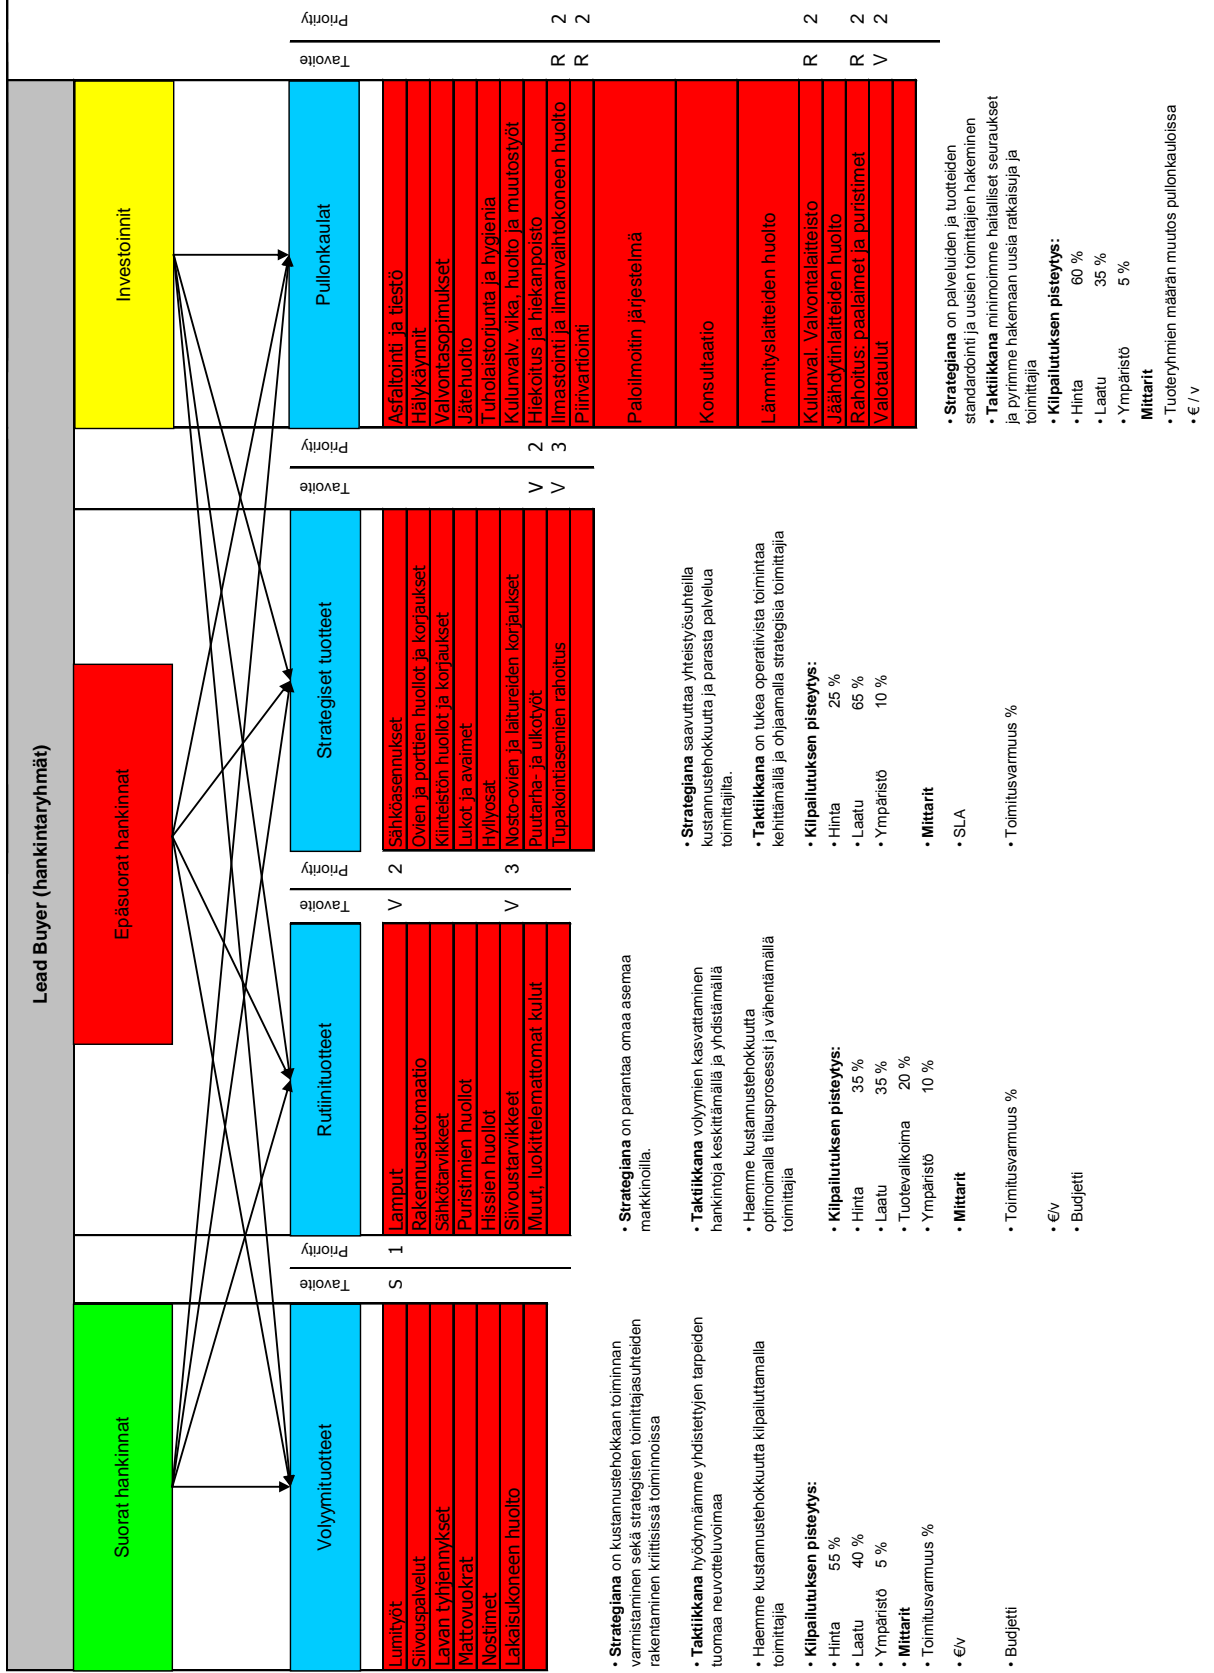 Lead Buyer (hankintaryhmät)
Suorat hankinnat
Epäsuorat hankinnat
Investoinnit
Volyymituotteet
Tavoite Priority
Lumityöt S 1
Siivouspalvelut
Lavan tyhjennykset
Mattovuokrat
Nostimet
Lakaisukoneen huolto
• Strategiana on kustannustehokkaan toiminnan
varmistaminen sekä strategisten toimittajasuhteiden
rakentaminen kriittisissä toiminnoissa
• Taktiikkana hyödynnämme yhdistettyjen tarpeiden
tuomaa neuvotteluvoimaa
• Haemme kustannustehokkuutta kilpailuttamalla
toimittajia
• Kilpailutuksen pisteytys:
• Hinta 55 %
• Laatu 40 %
• Ympäristö 5 %
• Mittarit
• Toimitusvarmuus %
• €/v
• Budjetti
Rutiinituotteet
Tavoite Priority
Lamput V 2
Rakennusautomaatio
Sähkötarvikkeet
Puristimien huollot
Hissien huollot
Siivoustarvikkeet V 3
Muut, luokittelemattomat kulut
• Strategiana on parantaa omaa asemaa
markkinoilla.
• Taktiikkana volyymien kasvattaminen
hankintoja keskittämällä ja yhdistämällä
• Haemme kustannustehokkuutta
optimoimalla tilausprosessit ja vähentämällä
toimittajia
• Kilpailutuksen pisteytys:
• Hinta 35 %
• Laatu 35 %
• Tuotevalikoima 20 %
• Ympäristö 10 %
• Mittarit
• Toimitusvarmuus %
• €/v
• Budjetti
Strategiset tuotteet
Tavoite Priority
Sähköasennukset
Ovien ja porttien huollot ja korjaukset
Kiinteistön huollot ja korjaukset
Lukot ja avaimet
Hyllyosat
Nosto-ovien ja laitureiden korjaukset
Puutarha- ja ulkotyöt V 2
Tupakointiasemien rahoitus V 3
• Strategiana saavuttaa yhteistyösuhteilla
kustannustehokkuutta ja parasta palvelua
toimittajilta.
• Taktiikkana on tukea operatiivista toimintaa
kehittämällä ja ohjaamalla strategisia toimittajia
• Kilpailutuksen pisteytys:
• Hinta 25 %
• Laatu 65 %
• Ympäristö 10 %
• Mittarit
• SLA
• Toimitusvarmuus %
Pullonkaulat
Tavoite Priority
Asfaltointi ja tiestö
Hälykäynnit
Valvontasopimukset
Jätehuolto
Tuholaistorjunta ja hygienia
Kulunvalv. vika, huolto ja muutostyöt
Hiekoitus ja hiekanpoisto
Ilmastointi ja ilmanvaihtokoneen huolto R 2
Piirivartiointi R 2
Paloilmoitin järjestelmä
Konsultaatio
Lämmityslaitteiden huolto
Kulunval. Valvontalaitteisto R 2
Jäähdytinlaitteiden huolto
Rahoitus: paalaimet ja puristimet R 2
Valotaulut V 2
• Strategiana on palveluiden ja tuotteiden
standardointi ja uusien toimittajien hakeminen
• Taktiikkana minimoimme haitalliset seuraukset
ja pyrimme hakemaan uusia ratkaisuja ja
toimittajia
• Kilpailutuksen pisteytys:
• Hinta 60 %
• Laatu 35 %
• Ympäristö 5 %
Mittarit
• Tuoteryhmien määrän muutos pullonkauloissa
• € / v